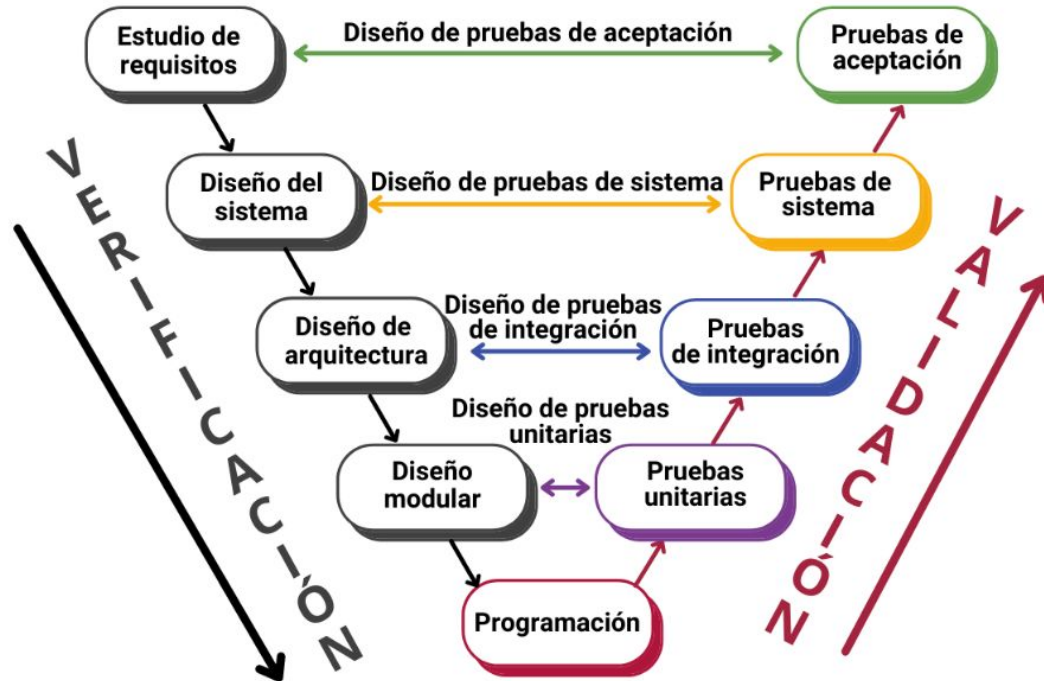 Estudio de
requisitos
Diseño de pruebas de aceptación
Pruebas de
aceptación
Diseño del
sistema
Diseño de pruebas de sistema
Pruebas de
sistema
Diseño de
arquitectura
Diseño de pruebas
de integración
Pruebas
de integración
Diseño
modular
Diseño de pruebas
unitarias
Pruebas
unitarias
Programación
VERIFICACIÓN
VALIDACIÓN